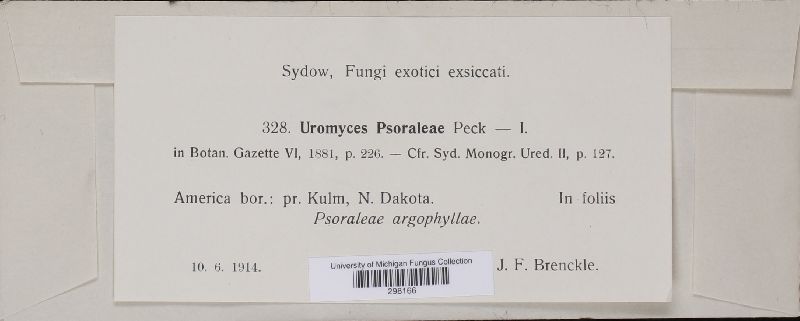 Sydow, Fungi exotici exsiccati.
328. Uromyces Psoraleae Peck — I.
in Botan. Gazette VI, 1881, p. 226. — Cfr. Syd. Monogr. Ured. II, p. 127.
America bor.: pr. Kulm, N. Dakota. In foliis
Psoraleae argophyllae.
10. 6. 1914. J. F. Brenckle.
University of Michigan Fungus Collection
298166